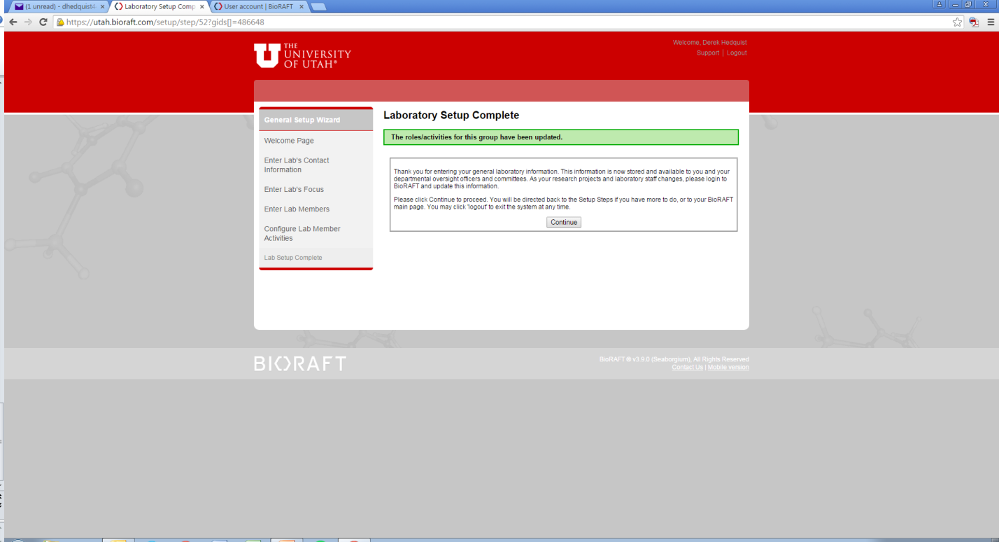 (1 unread) - dhedquist4
Laboratory Setup Comp
User account | BioRAFT
https://utah.bioraft.com/setup/step/52?gids[]=486648
THE
UNIVERSITY
OF UTAH®
Welcome, Derek Hedquist
Support | Logout
General Setup Wizard
Welcome Page
Enter Lab's Contact
Information
Enter Lab's Focus
Enter Lab Members
Configure Lab Member
Activities
Lab Setup Complete
Laboratory Setup Complete
The roles/activities for this group have been updated.
Thank you for entering your general laboratory information. This information is now stored and available to you and your
departmental oversight officers and committees. As your research projects and laboratory staff changes, please login to
BioRAFT and update this information.
Please click Continue to proceed. You will be directed back to the Setup Steps if you have more to do, or to your BioRAFT
main page. You may click 'logout' to exit the system at any time.
Continue
BIORAFT
BioRAFT ® v3.9.0 (Seaborgium), All Rights Reserved
Contact Us | Mobile version